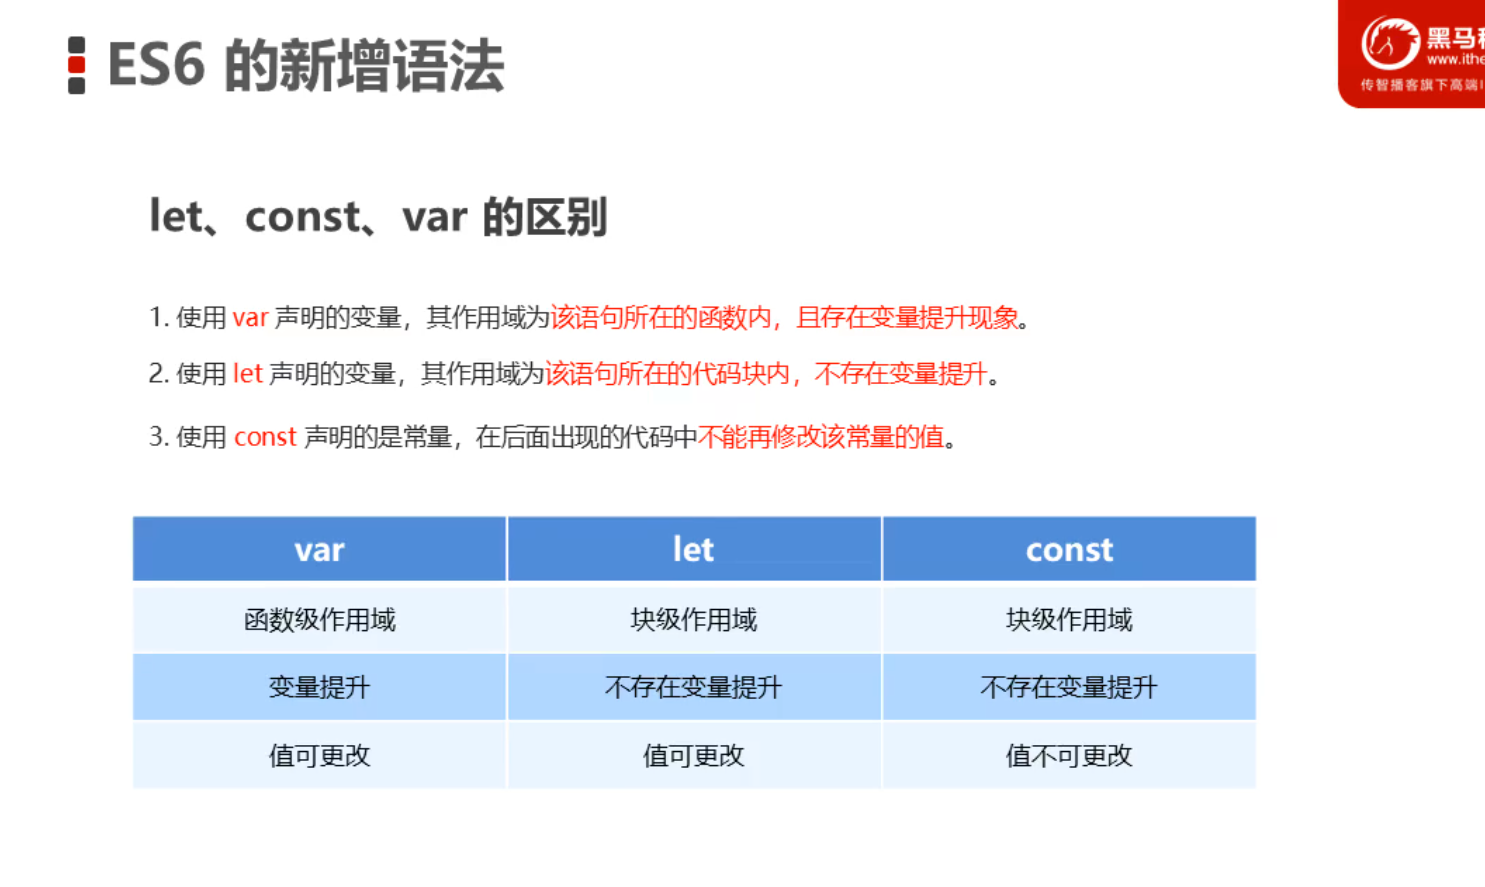 ES6 的新增语法
黑马
www.ithe
传智播客旗下高端I
let、const、var 的区别
1. 使用 var 声明的变量，其作用域为该语句所在的函数内，且存在变量提升现象。
2. 使用 let 声明的变量，其作用域为该语句所在的代码块内，不存在变量提升。
3. 使用 const 声明的是常量，在后面出现的代码中不能再修改该常量的值。
var let const
函数级作用域 块级作用域 块级作用域
变量提升 不存在变量提升 不存在变量提升
值可更改 值可更改 值不可更改